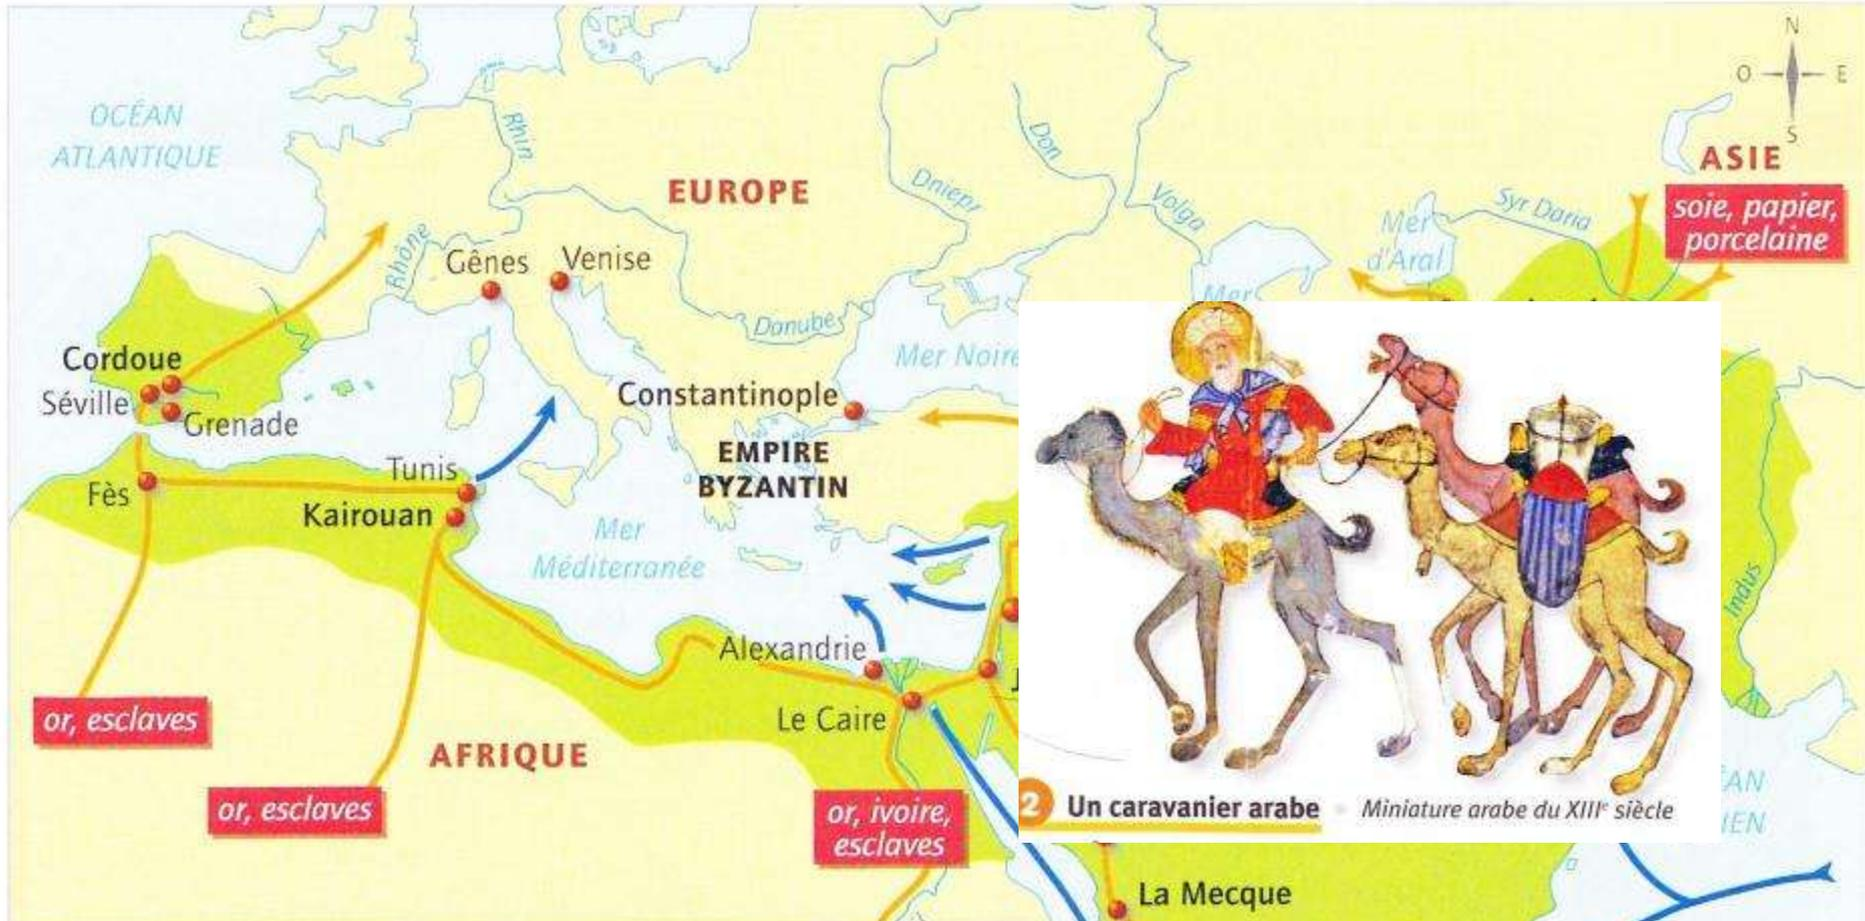 N
O E
S
OCÉAN
ATLANTIQUE
Rhin
EUROPE
Don
Dniepr
Volga
Mer
d'Aral
Syr Daria
ASIE
soie, papier,
porcelaine
Rhône
Gênes
Venise
Danube
Mer
Mer Noire
Cordoue
Séville
Grenade
Constantinople
EMPIRE
BYZANTIN
Fès
Tunis
Kairouan
Mer
Méditerranée
Indus
Alexandrie
Le Caire
or, esclaves
AFRIQUE
or, esclaves
or, ivoire,
esclaves
2 Un caravanier arabe Miniature arabe du XIIIe siècle
La Mecque